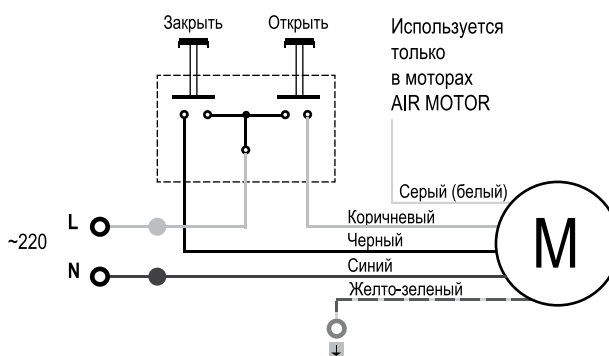 Закрыть
Открыть
Используется
только
в моторах
AIR MOTOR
Серый (белый)
Коричневый
L
Черный
~220
M
N
Синий
Желто-зеленый